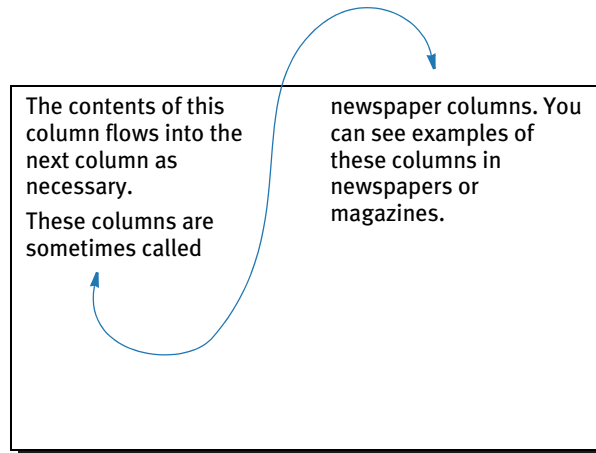 The contents of this
column flows into the
next column as
necessary.
These columns are
sometimes called
newspaper columns. You
can see examples of
these columns in
newspapers or
magazines.